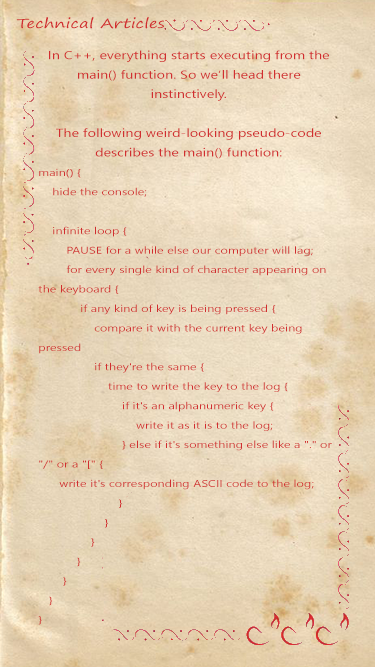 Technical Articles
In C++, everything starts executing from the
main() function. So we'll head there
instinctively.
The following weird-looking pseudo-code
describes the main() function:
main() {
hide the console;
infinite loop {
PAUSE for a while else our computer will lag;
for every single kind of character appearing on
the keyboard {
if any kind of key is being pressed {
compare it with the current key being
pressed
if they're the same {
time to write the key to the log {
if it's an alphanumeric key {
write it as it is to the log;
} else if it's something else like a "." or
"/" or a "[" {
write it's corresponding ASCII code to the log;
}
}
}
}
}
}
}